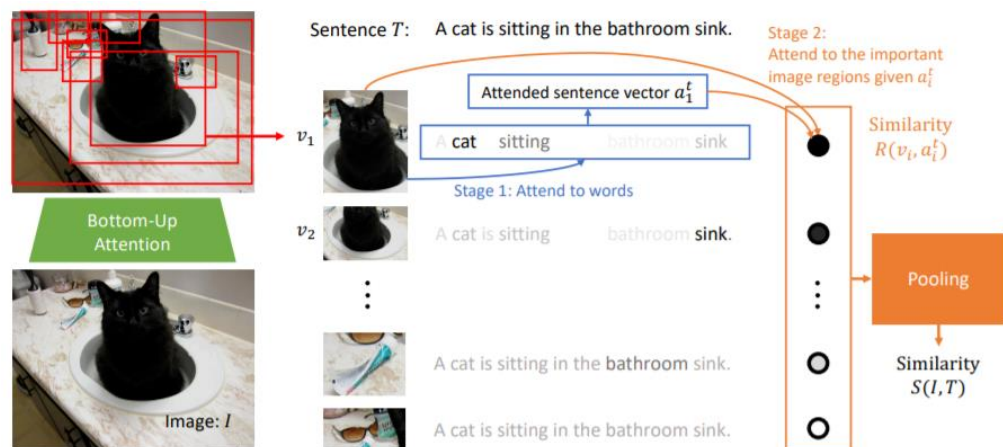 Sentence T: A cat is sitting in the bathroom sink.
Stage 2:
Attend to the important
image regions given a_i^t
Attended sentence vector a_1^t
v_1
A cat sitting bathroom sink
Similarity
R(v_i, a_i^t)
Stage 1: Attend to words
Bottom-Up
Attention
v_2
A cat is sitting bathroom sink.
⋮
⋮
Pooling
A cat is sitting in the bathroom sink.
Similarity
S(I,T)
Image: I
A cat is sitting in the bathroom sink.